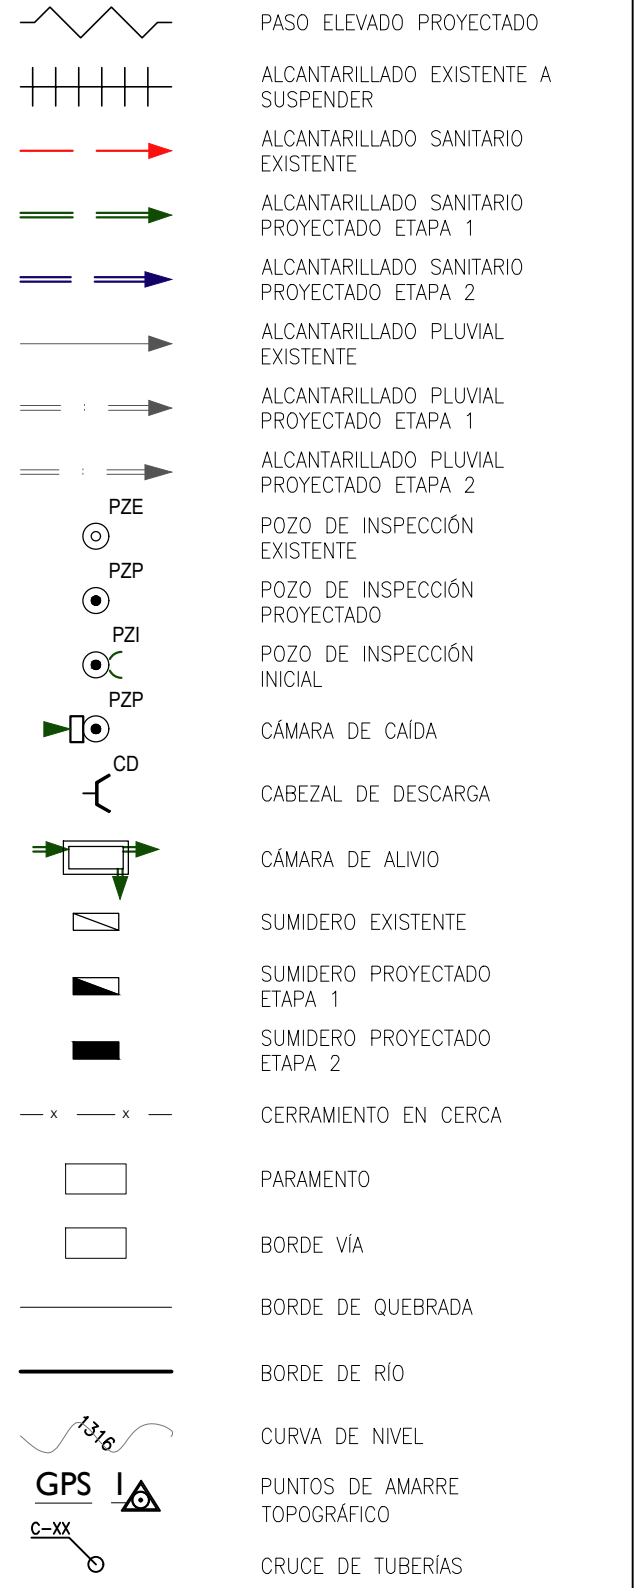 PASO ELEVADO PROYECTADO
ALCANTARILLADO EXISTENTE A
SUSPENDER
ALCANTARILLADO SANITARIO
EXISTENTE
ALCANTARILLADO SANITARIO
PROYECTADO ETAPA 1
ALCANTARILLADO SANITARIO
PROYECTADO ETAPA 2
ALCANTARILLADO PLUVIAL
EXISTENTE
ALCANTARILLADO PLUVIAL
PROYECTADO ETAPA 1
ALCANTARILLADO PLUVIAL
PROYECTADO ETAPA 2
PZE
POZO DE INSPECCIÓN
EXISTENTE
PZP
POZO DE INSPECCIÓN
PROYECTADO
PZI
POZO DE INSPECCIÓN
INICIAL
PZP
CÁMARA DE CAÍDA
CD
CABEZAL DE DESCARGA
CÁMARA DE ALIVIO
SUMIDERO EXISTENTE
SUMIDERO PROYECTADO
ETAPA 1
SUMIDERO PROYECTADO
ETAPA 2
x x
CERRAMIENTO EN CERCA
PARAMENTO
BORDE VÍA
BORDE DE QUEBRADA
BORDE DE RÍO
1316
CURVA DE NIVEL
GPS I
PUNTOS DE AMARRE
TOPOGRÁFICO
C-XX
CRUCE DE TUBERÍAS